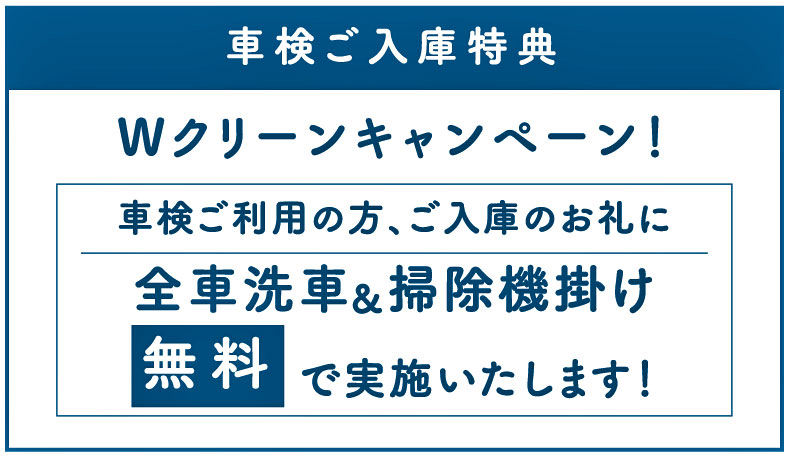 車検ご入庫特典
Wクリーンキャンペーン!
車検ご利用の方、ご入庫のお礼に
全車洗車&掃除機掛け
無料で実施いたします!